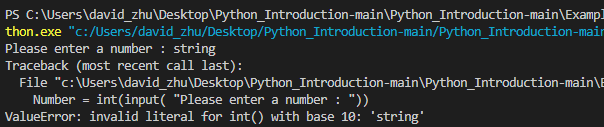 PS C:\Users\david_zhu\Desktop\Python_Introduction-main\Python_Introduction-main\Exampl
thon.exe "c:/Users/david_zhu/Desktop/Python_Introduction-main/Python_Introduction-main
Please enter a number : string
Traceback (most recent call last):
  File "c:\Users\david_zhu\Desktop\Python_Introduction-main\Python_Introduction-main\E
    Number = int(input( "Please enter a number : "))
ValueError: invalid literal for int() with base 10: 'string'